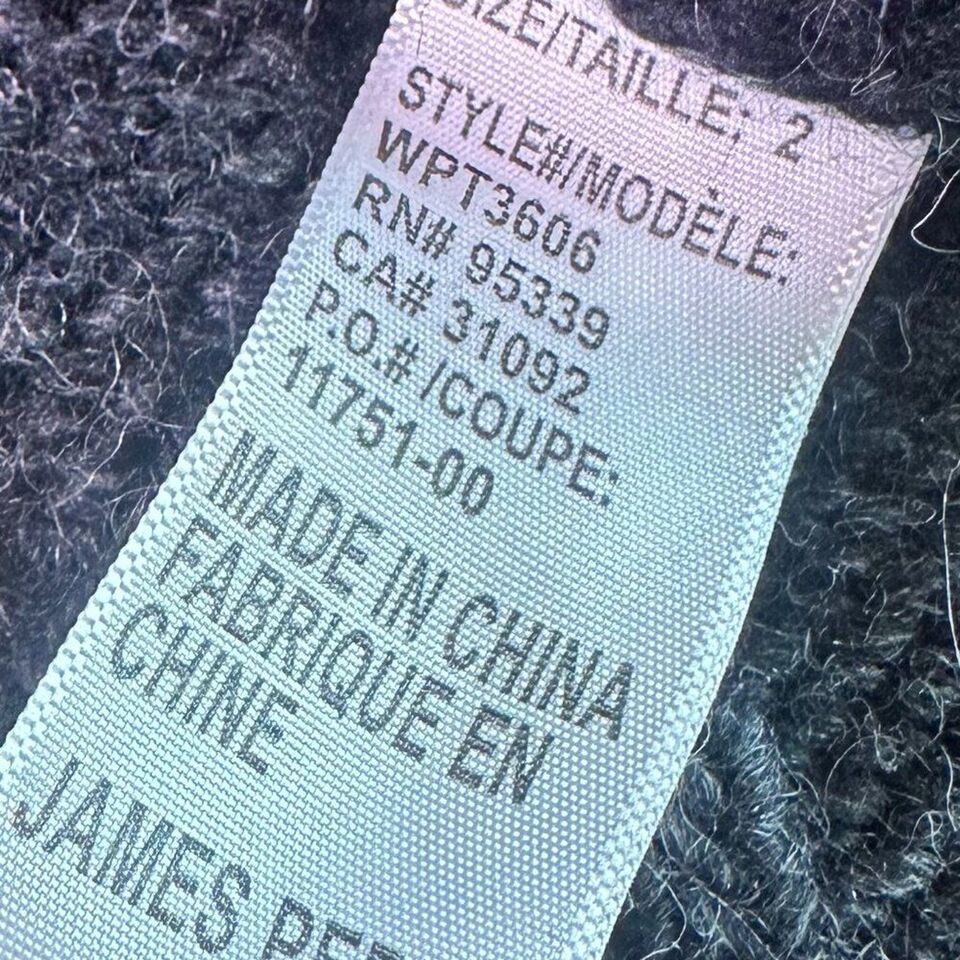 SIZE/TAILLE: 2
STYLE#/MODÈLE:
WPT3606
RN# 95339
CA# 31092
P.O.# /COUPE:
11751-00
MADE IN CHINA
FABRIQUE EN
CHINE
JAMES